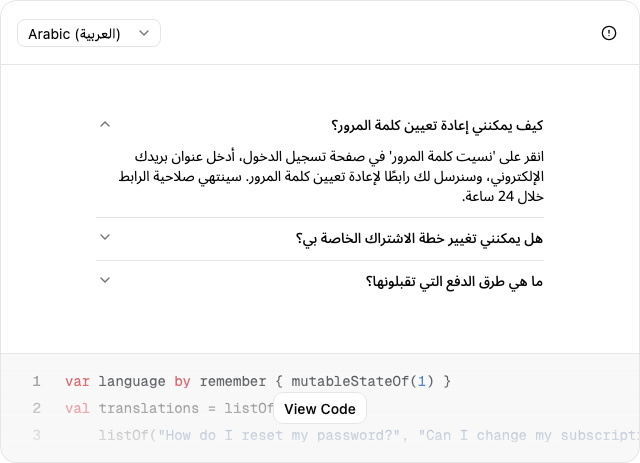 Arabic (العربية)
كيف يمكنني إعادة تعيين كلمة المرور؟
انقر على 'نسيت كلمة المرور' في صفحة تسجيل الدخول، أدخل عنوان بريدك
الإلكتروني، وسنرسل لك رابطًا لإعادة تعيين كلمة المرور. سينتهي صلاحية الرابط
خلال 24 ساعة.
هل يمكنني تغيير خطة الاشتراك الخاصة بي؟
ما هي طرق الدفع التي تقبلونها؟
1 var language by remember { mutableStateOf(1) }
2 val translations = listOf
View Code
3 listOf("How do I reset my password?", "Can I change my subscripti